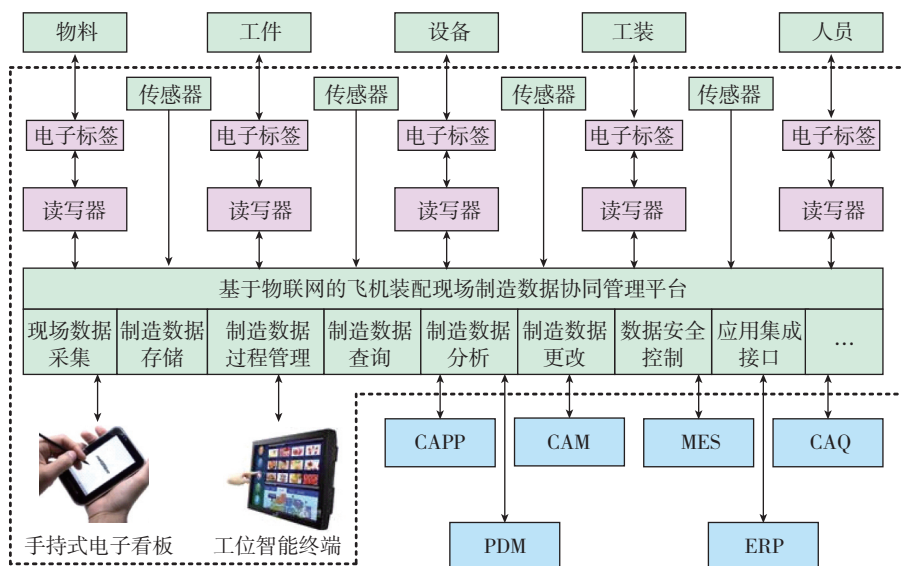 物料
工件
设备
工装
人员
传感器
传感器
传感器
传感器
电子标签
电子标签
电子标签
电子标签
电子标签
读写器
读写器
读写器
读写器
读写器
基于物联网的飞机装配现场制造数据协同管理平台
现场数据
采集
制造数据
存储
制造数据
过程管理
制造数据
查询
制造数据
分析
制造数据
更改
数据安全
控制
应用集成
接口
…
CAPP
CAM
MES
CAQ
手持式电子看板
工位智能终端
PDM
ERP